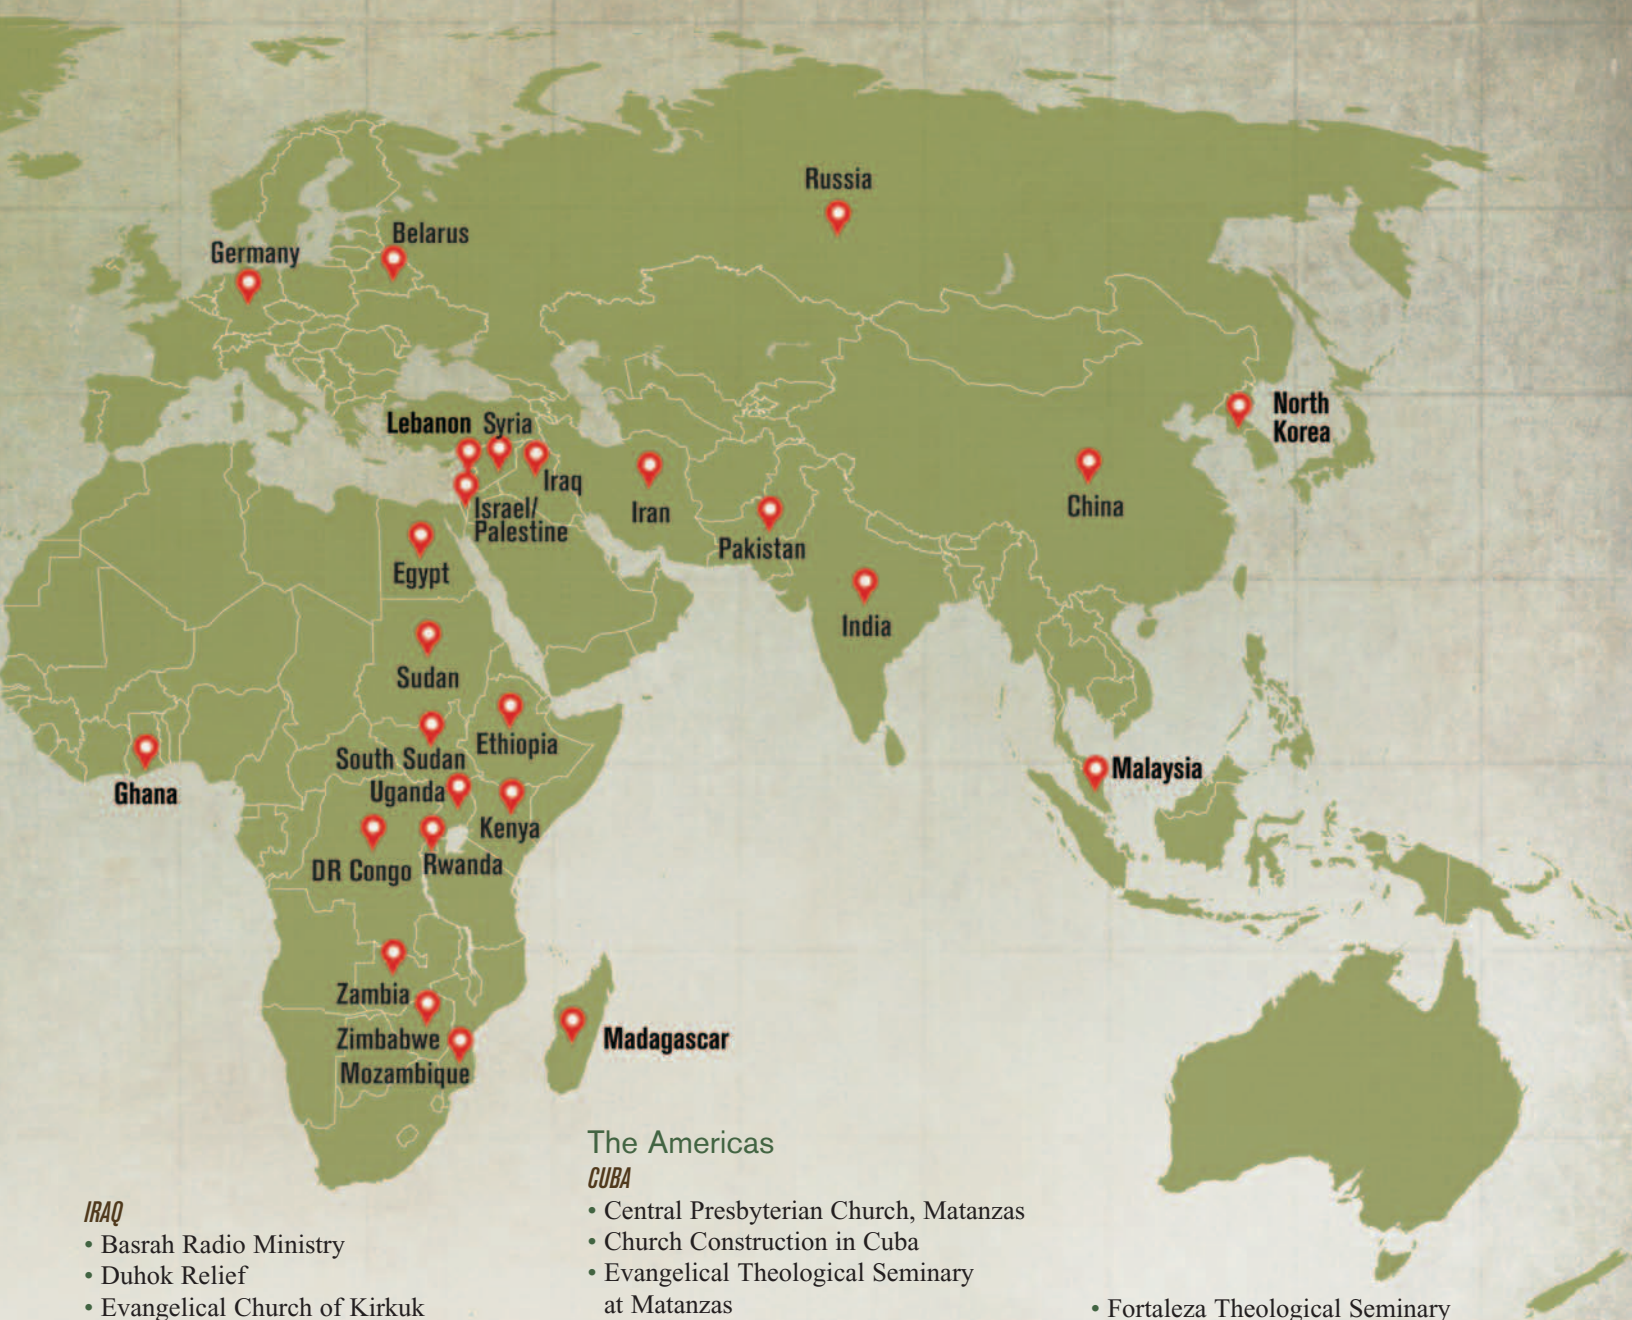 Russia
Belarus
Germany
North
Korea
Lebanon
Syria
Iraq
Israel/
Palestine
Iran
China
Pakistan
Egypt
India
Sudan
South Sudan
Ethiopia
Malaysia
Ghana
Uganda
Kenya
DR Congo
Rwanda
Zambia
Zimbabwe
Mozambique
Madagascar
IRAQ
• Basrah Radio Ministry
• Duhok Relief
• Evangelical Church of Kirkuk
The Americas
CUBA
• Central Presbyterian Church, Matanzas
• Church Construction in Cuba
• Evangelical Theological Seminary
at Matanzas
• Fortaleza Theological Seminary